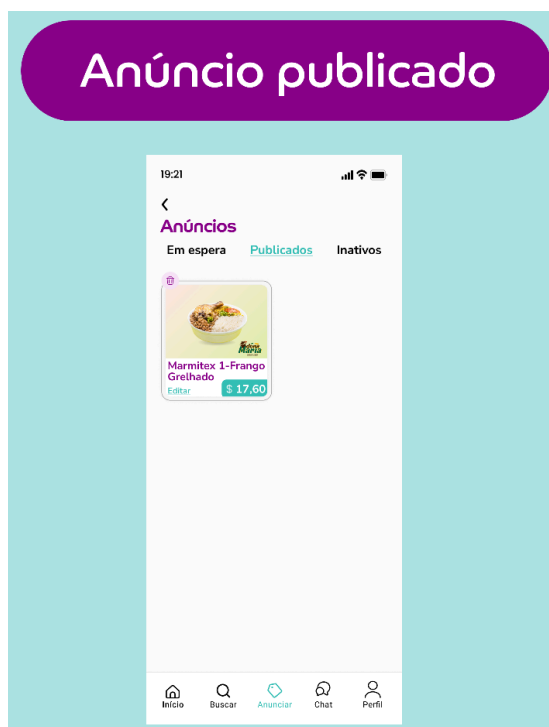 Anúncio publicado
19:21
Anúncios
Em espera Publicados Inativos
Maria
Marmitex 1-Frango
Grelhado
Editar $ 17,60
Início Buscar Anunciar Chat Perfil